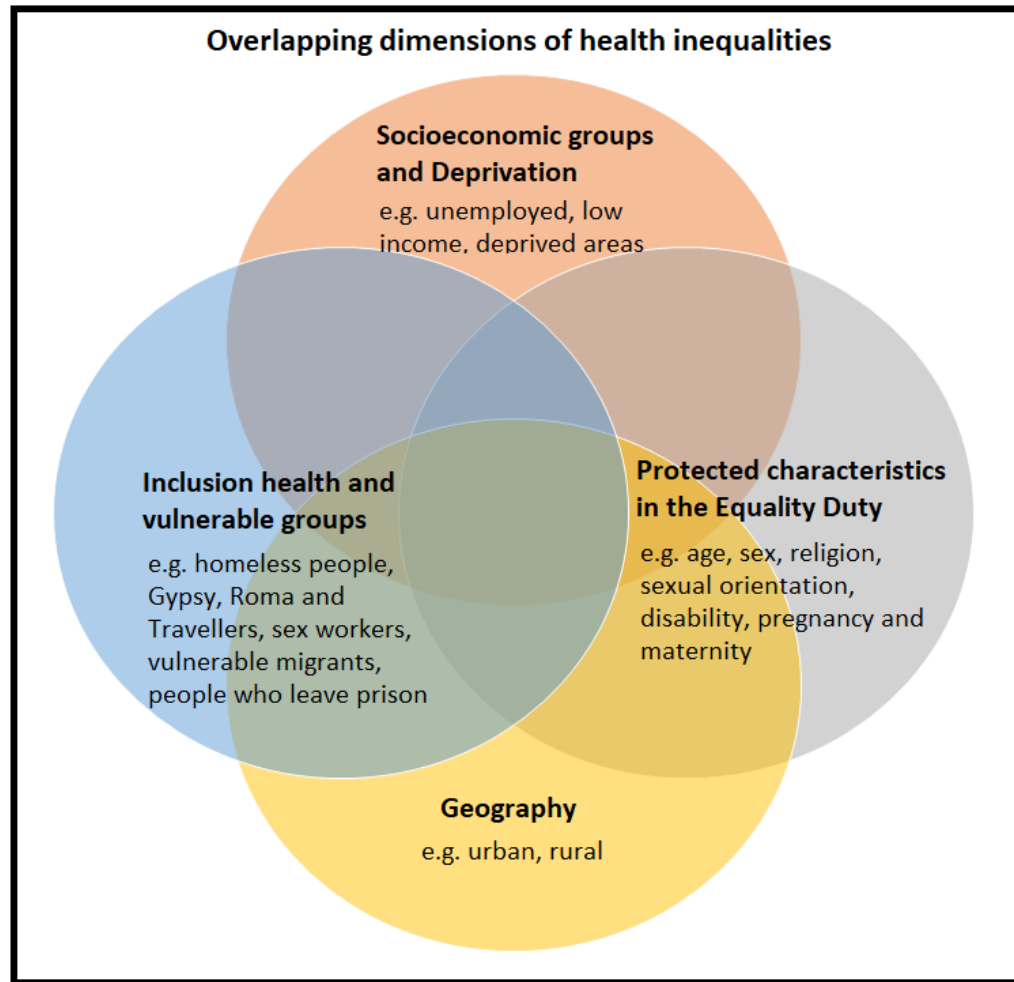 Overlapping dimensions of health inequalities
Socioeconomic groups
and Deprivation
e.g. unemployed, low
income, deprived areas
Inclusion health and
vulnerable groups
e.g. homeless people,
Gypsy, Roma and
Travellers, sex workers,
vulnerable migrants,
people who leave prison
Protected characteristics
in the Equality Duty
e.g. age, sex, religion,
sexual orientation,
disability, pregnancy and
maternity
Geography
e.g. urban, rural